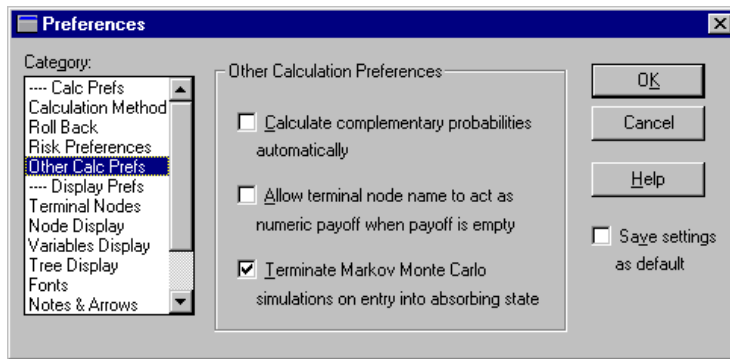 Preferences
Category:
---- Calc Prefs
Calculation Method
Roll Back
Risk Preferences
Other Calc Prefs
---- Display Prefs
Terminal Nodes
Node Display
Variables Display
Tree Display
Fonts
Notes & Arrows
Other Calculation Preferences
Calculate complementary probabilities
automatically
Allow terminal node name to act as
numeric payoff when payoff is empty
Terminate Markov Monte Carlo
simulations on entry into absorbing state
OK
Cancel
Help
Save settings
as default